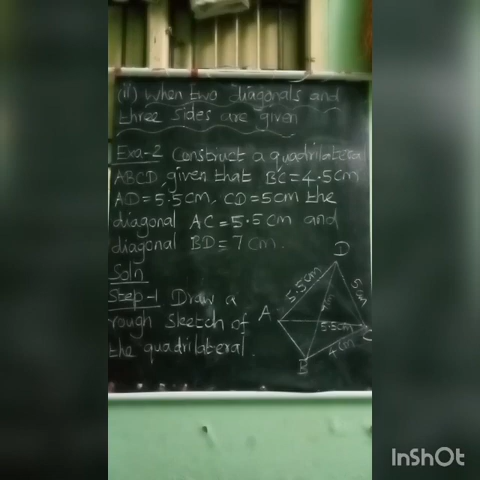 (ii) When two diagonals and
three sides are given
Exa-2 Construct a quadrilateral
ABCD, given that BC=4.5cm
AD=5.5cm, CD=5cm the
diagonal AC=5.5cm and
diagonal BD=7cm.
Soln
Step-1 Draw a
rough sketch of
the quadrilateral.
D
5.5cm
5cm
A
5.5cm
C
4cm
B
InShOt